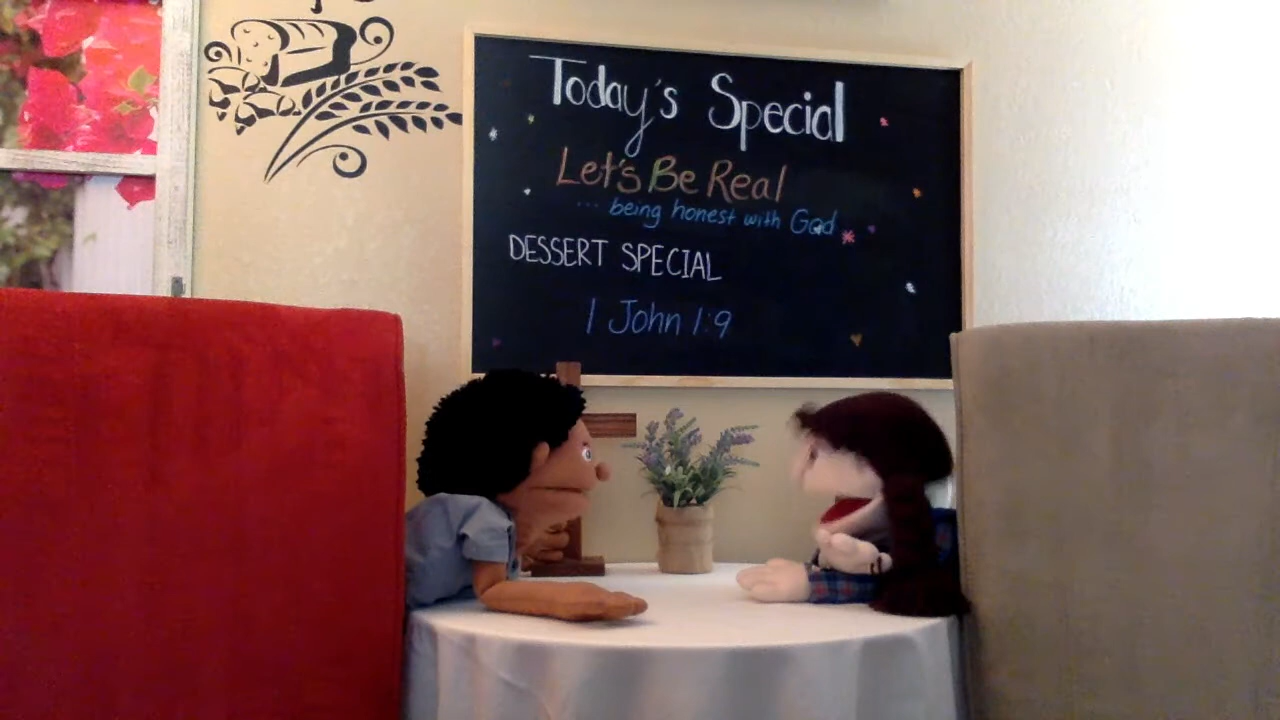 Today's Special
Let's Be Real
... being honest with God
DESSERT SPECIAL
1 John 1:9